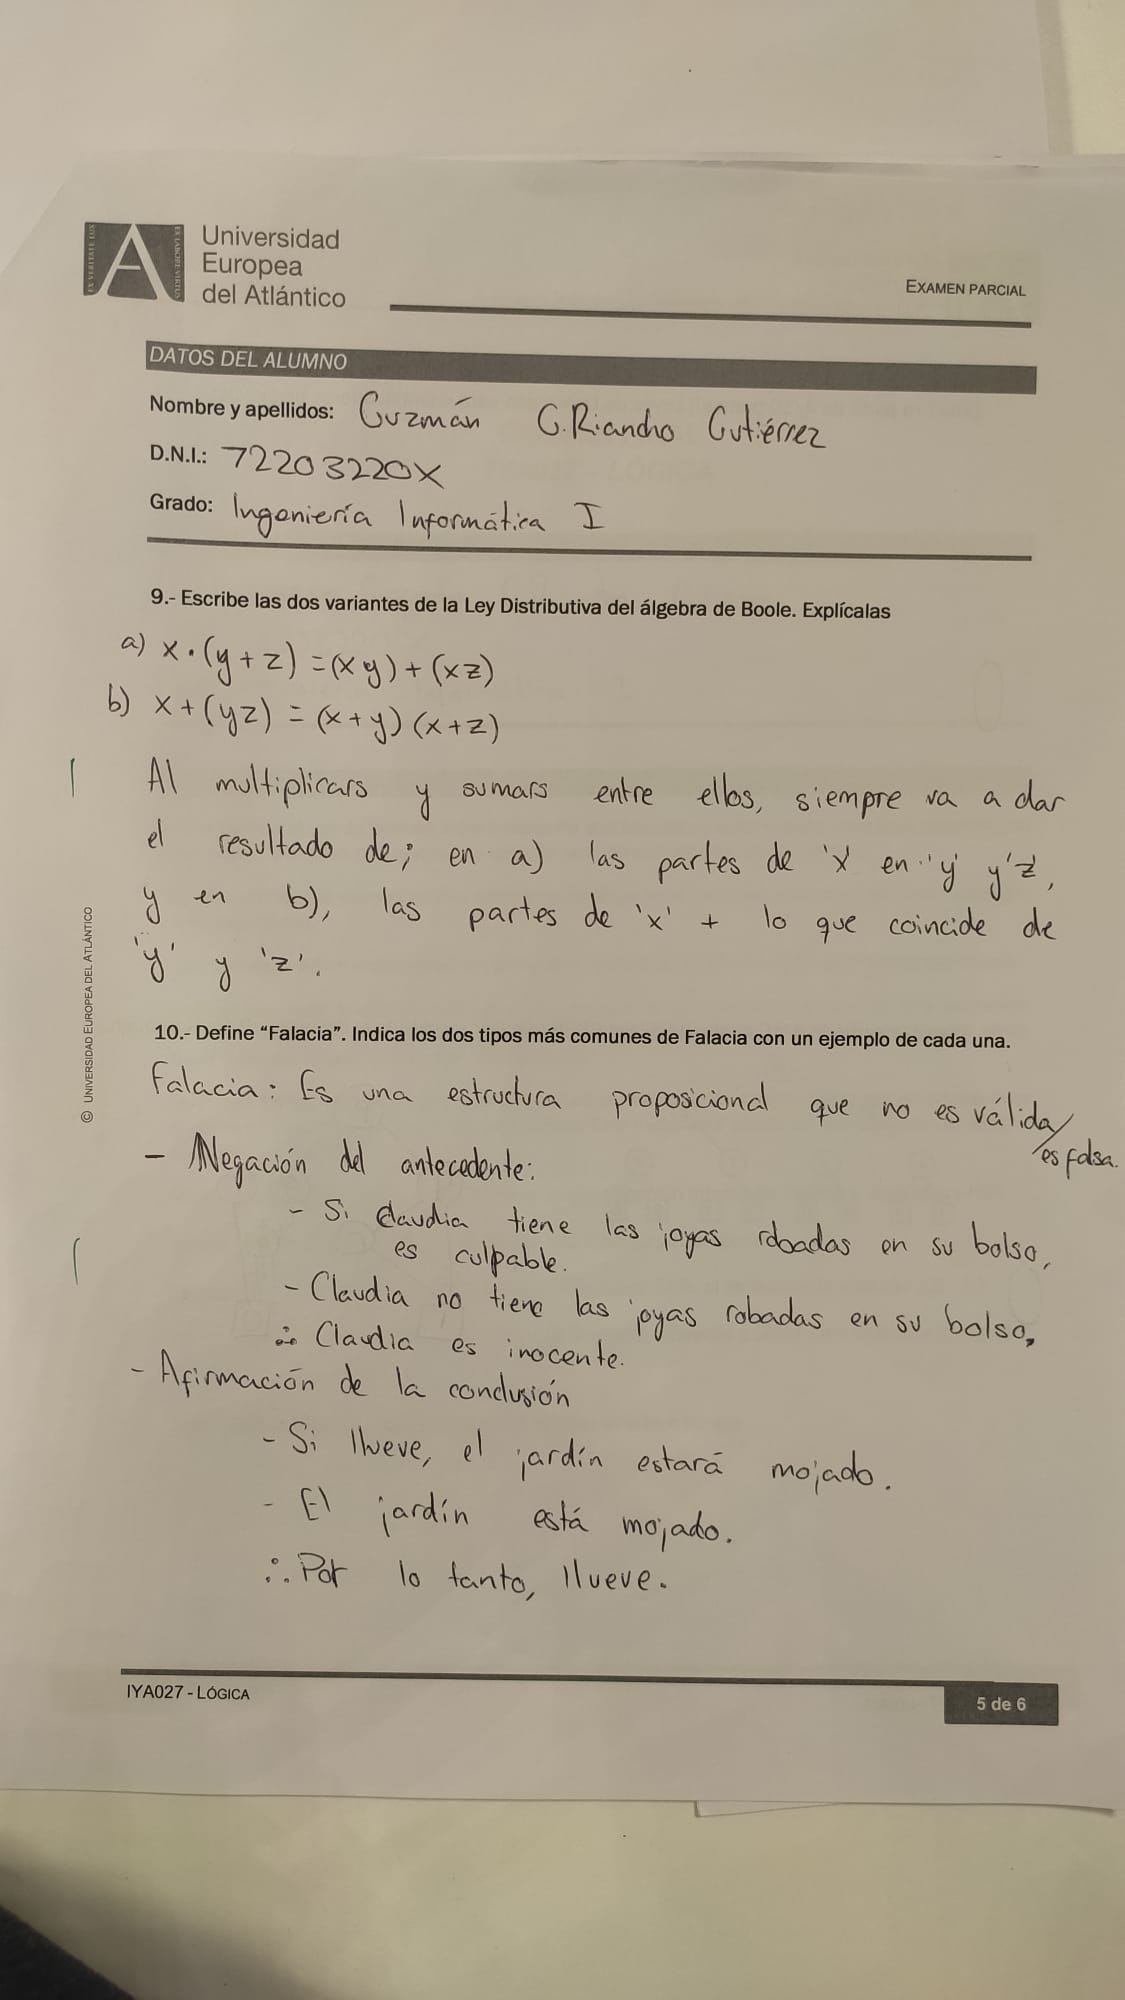 Universidad
Europea
del Atlántico
EX VERITATE LUX
EX LABORE VIRTUS
EXAMEN PARCIAL
DATOS DEL ALUMNO
Nombre y apellidos: Guzmán G.Riancho Gutiérrez
D.N.I.: 72203220X
Grado: Ingeniería Informática I
9.- Escribe las dos variantes de la Ley Distributiva del álgebra de Boole. Explícalas
a) x·(y+z) = (xy)+(xz)
b) x+(yz) = (x+y)(x+z)
Al multiplicars y sumars entre ellos, siempre va a dar
el resultado de; en a) las partes de 'x' en 'y' y 'z',
y en b), las partes de 'x' + lo que coincide de
'y' y 'z'.
© UNIVERSIDAD EUROPEA DEL ATLÁNTICO
10.- Define “Falacia”. Indica los dos tipos más comunes de Falacia con un ejemplo de cada una.
Falacia: Es una estructura proposicional que no es válida/
es falsa.
- Negación del antecedente:
- Si Claudia tiene las joyas robadas en su bolso,
es culpable.
- Claudia no tiene las joyas robadas en su bolso,
∴ Claudia es inocente.
- Afirmación de la conclusión
- Si llueve, el jardín estará mojado.
- El jardín está mojado.
∴ Por lo tanto, llueve.
IYA027 - LÓGICA
5 de 6